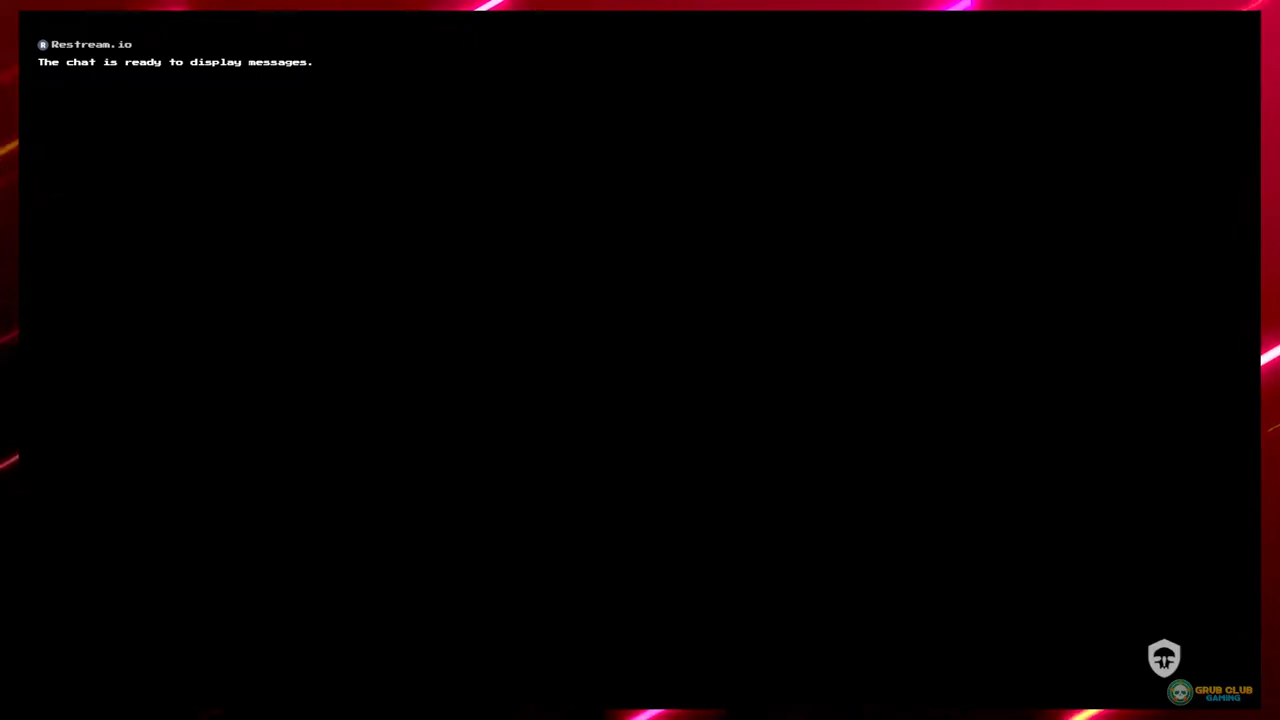 Restream.io
The chat is ready to display messages.
GRUB CLUB
GAMING